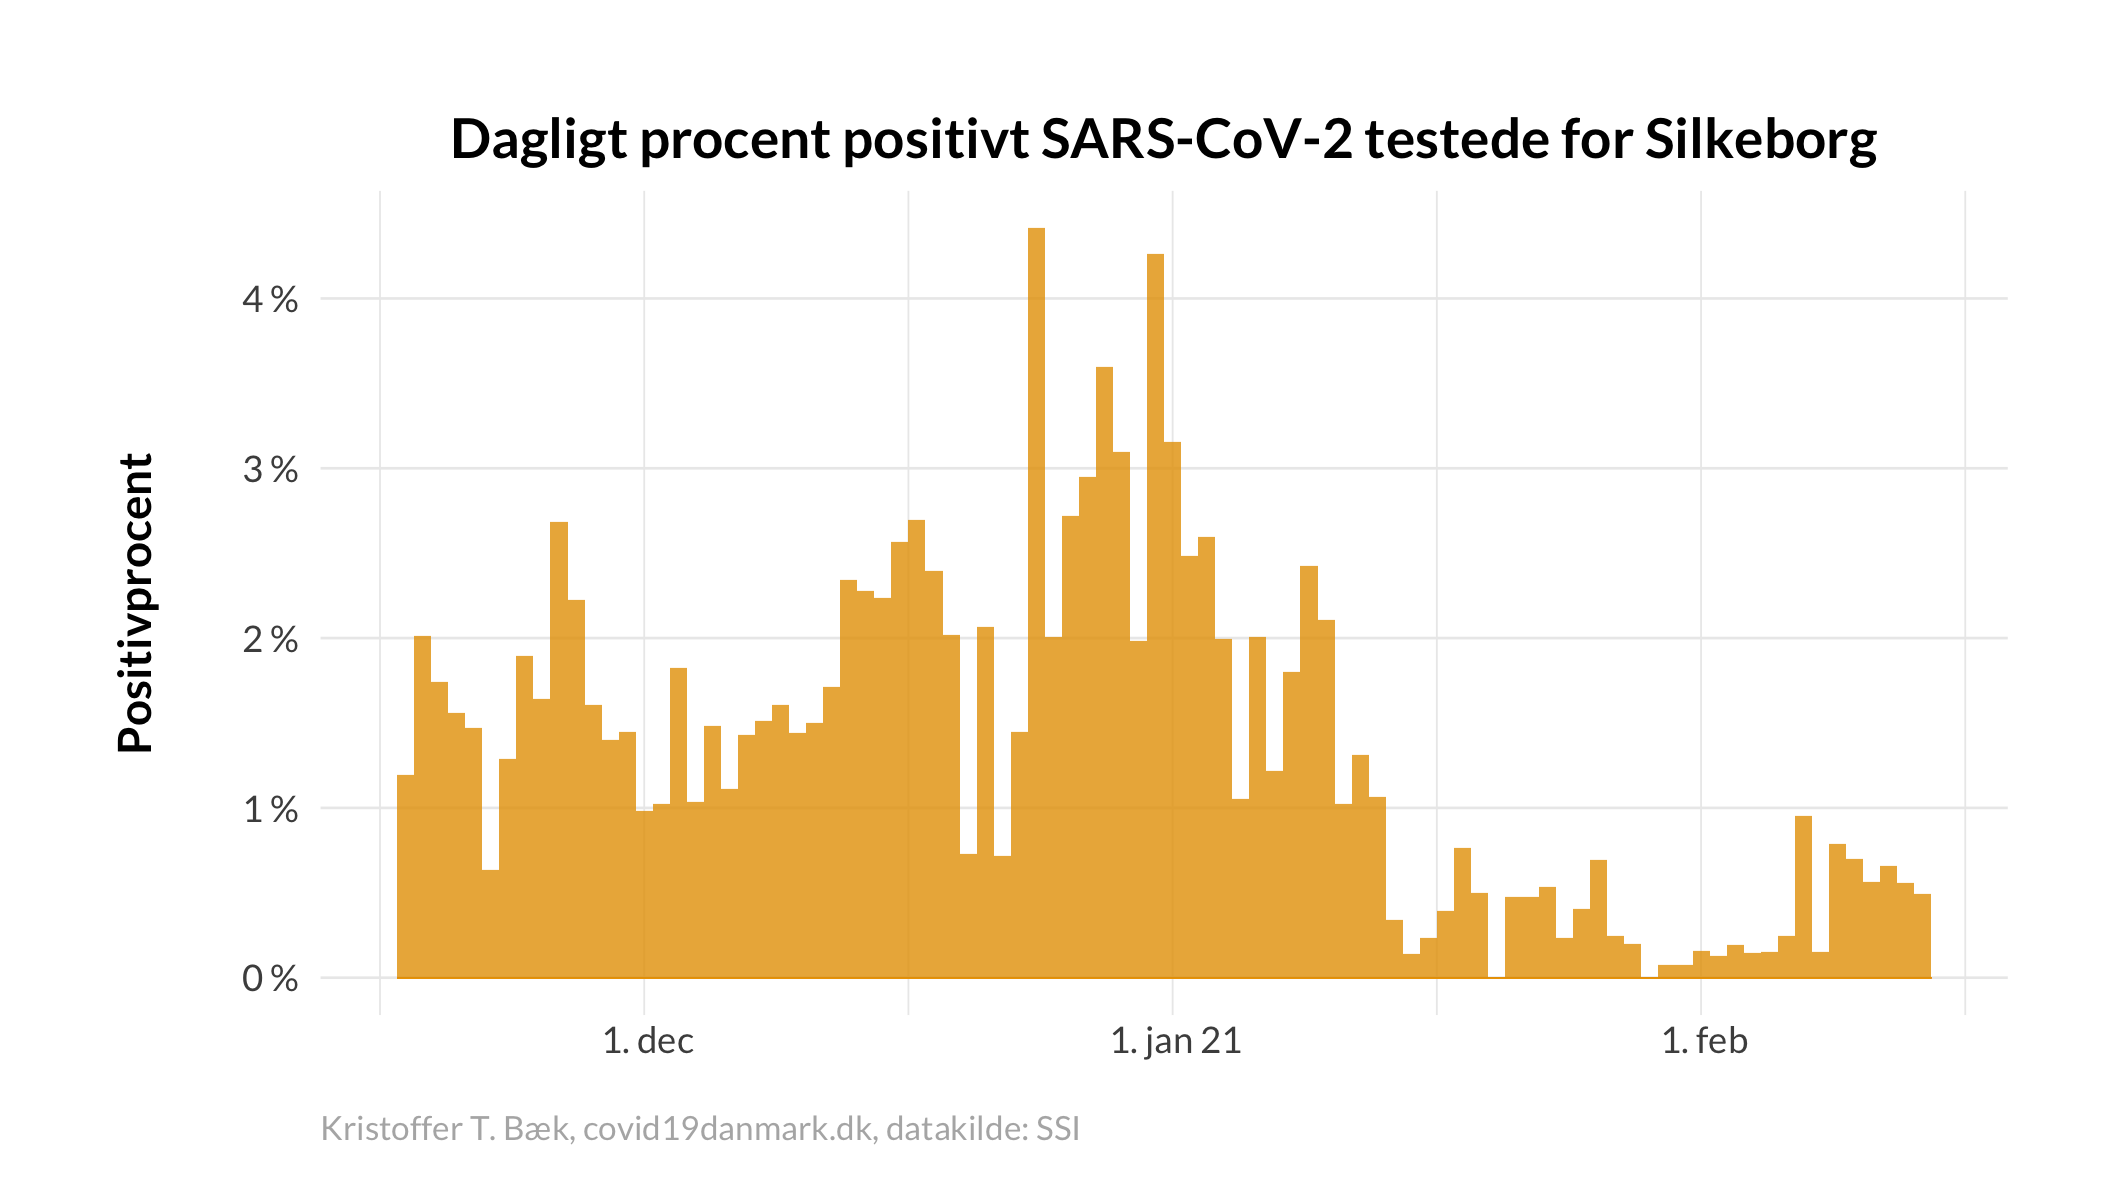 Dagligt procent positivt SARS-CoV-2 testede for Silkeborg
Positivprocent
4 %
3 %
2 %
1 %
0 %
1. dec
1. jan 21
1. feb
Kristoffer T. Bæk, covid19danmark.dk, datakilde: SSI